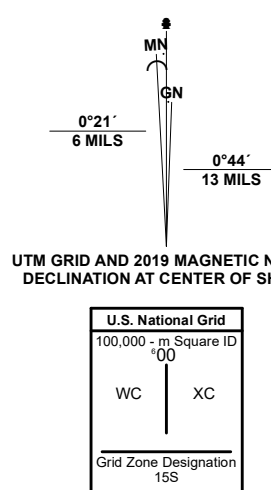 MN
GN
0°21´
6 MILS
0°44´
13 MILS
UTM GRID AND 2019 MAGNETIC N
DECLINATION AT CENTER OF SH
U.S. National Grid
100,000 - m Square ID
⁶00
WC XC
Grid Zone Designation
15S